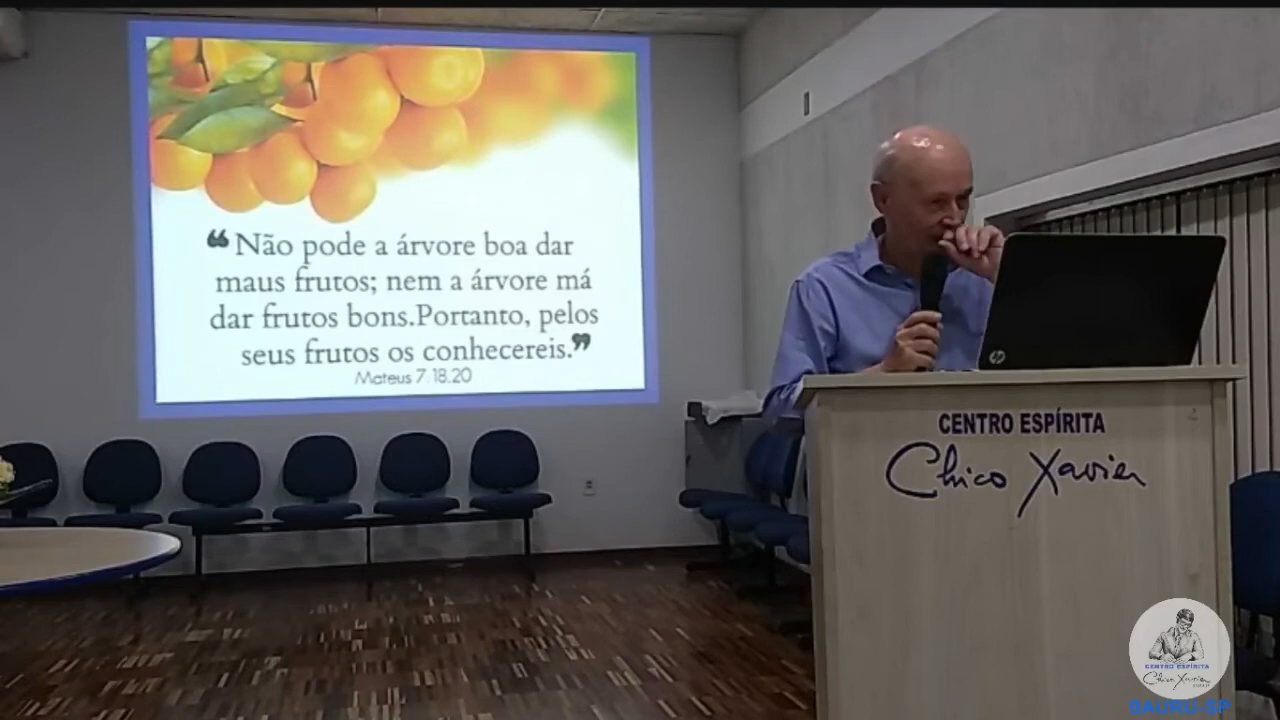 “ Não pode a árvore boa dar
maus frutos; nem a árvore má
dar frutos bons.Portanto, pelos
seus frutos os conhecereis.”
Mateus 7:18.20
hp
CENTRO ESPÍRITA
Chico Xavier
CENTRO ESPÍRITA
Chico Xavier
BAURU-SP